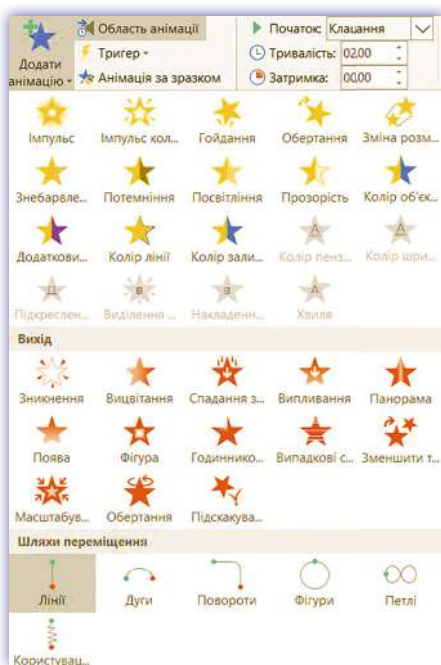 Додати анімацію
Область анімації
Тригер
Анімація за зразком
Початок: Клацання
Тривалість: 02,00
Затримка: 00,00
Імпульс Імпульс кол... Гойдання Обертання Зміна розм...
Знебарвле... Потемніння Посвітління Прозорість Колір об'єк...
Додаткови... Колір лінії Колір зали... Колір пенз... Колір шри...
Підкреслен... Виділення ... Накладенн... Хвиля
Вихід
Зникнення Вицвітання Спадання з... Випливання Панорама
Поява Фігура Годиннико... Випадкові с... Зменшити т...
Масштабув... Обертання Підскакува...
Шляхи переміщення
Лінії Дуги Повороти Фігури Петлі
Користувац...